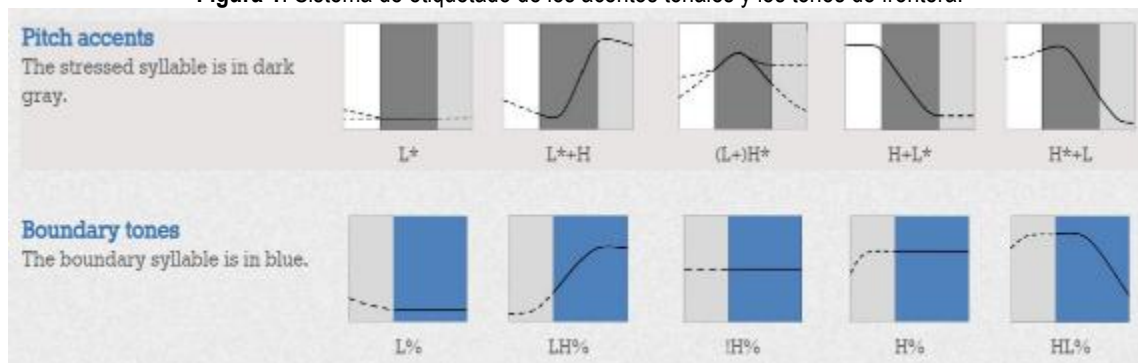 Figura 1. Sistema de etiquetado de los acentos tonales y los tonos de frontera.
Pitch accents
The stressed syllable is in dark
gray.
L* L*+H (L+)H* H+L* H*+L
Boundary tones
The boundary syllable is in blue.
L% LH% !H% H% HL%